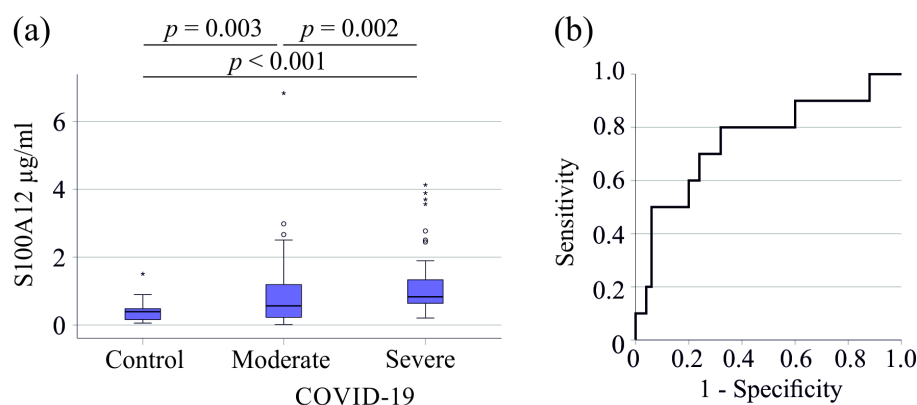 (a)
p = 0.003
p = 0.002
p < 0.001
S100A12 µg/ml
6
4
2
0
Control
Moderate
Severe
COVID-19
(b)
Sensitivity
1.0
0.8
0.6
0.4
0.2
0
0
0.2
0.4
0.6
0.8
1.0
1 - Specificity